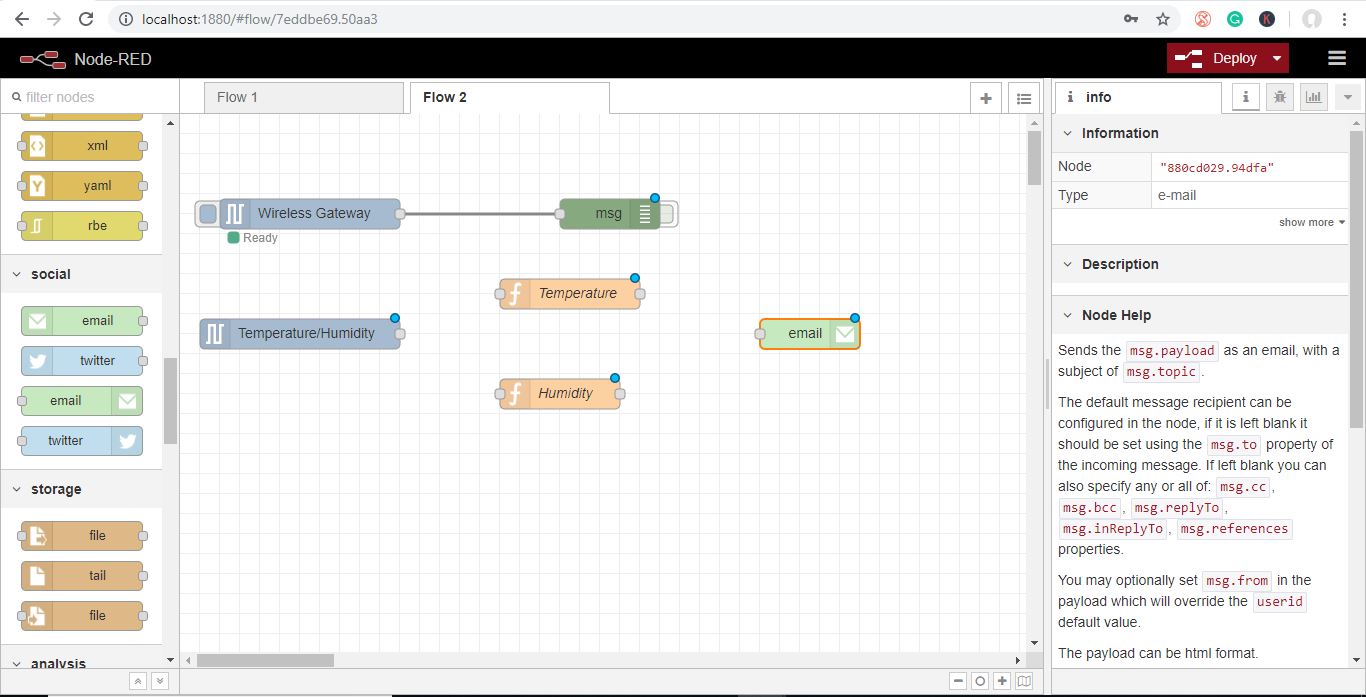 localhost:1880/#flow/7eddbe69.50aa3
K
Node-RED
Deploy
filter nodes
xml
yaml
rbe
social
email
twitter
email
twitter
storage
file
tail
file
analysis
Flow 1
Flow 2
Wireless Gateway
Ready
msg
Temperature
Temperature/Humidity
email
Humidity
info
Information
Node "880cd029.94dfa"
Type e-mail
show more
Description
Node Help
Sends the msg.payload as an email, with a
subject of msg.topic.
The default message recipient can be
configured in the node, if it is left blank it
should be set using the msg.to property of
the incoming message. If left blank you can
also specify any or all of: msg.cc,
msg.bcc, msg.replyTo,
msg.inReplyTo, msg.references
properties.
You may optionally set msg.from in the
payload which will override the userid
default value.
The payload can be html format.